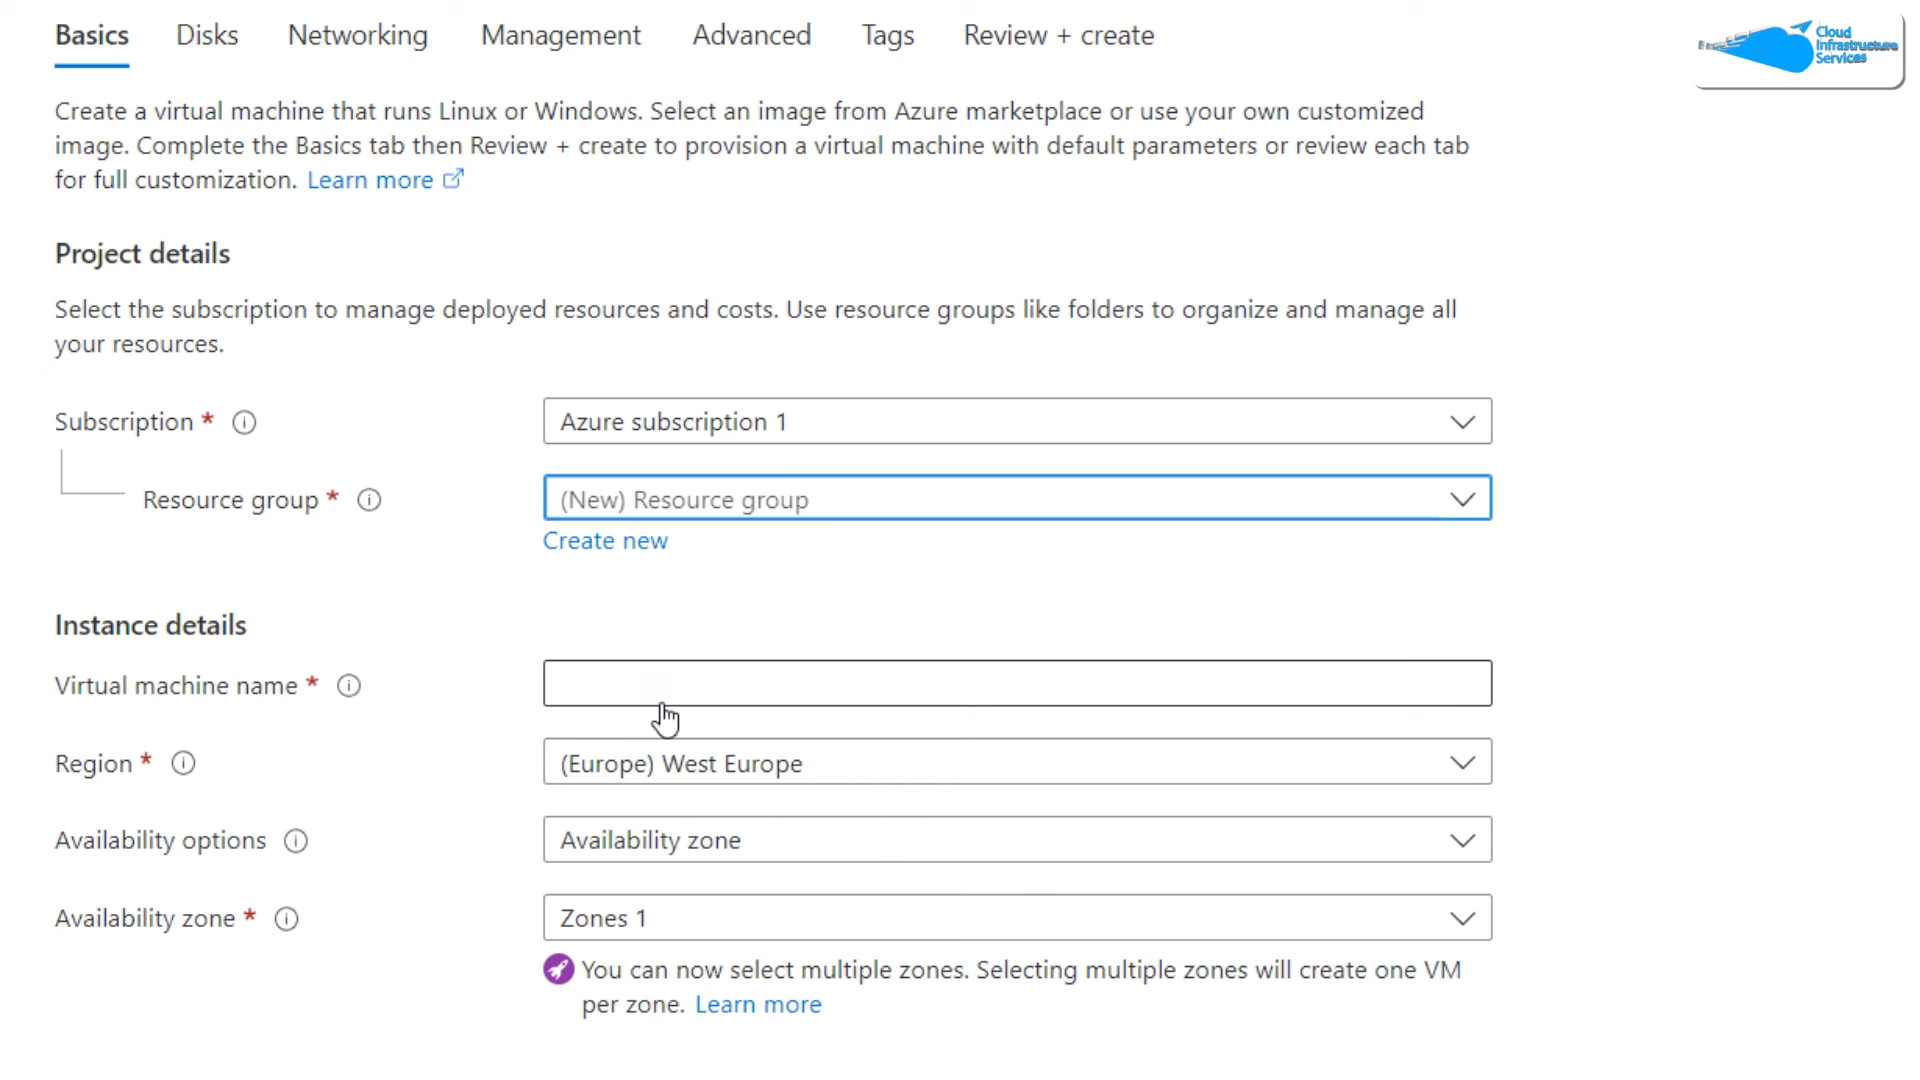 Basics Disks Networking Management Advanced Tags Review + create
Cloud
Infrastructure
Services
Create a virtual machine that runs Linux or Windows. Select an image from Azure marketplace or use your own customized
image. Complete the Basics tab then Review + create to provision a virtual machine with default parameters or review each tab
for full customization. Learn more
Project details
Select the subscription to manage deployed resources and costs. Use resource groups like folders to organize and manage all
your resources.
Subscription * Azure subscription 1
Resource group * (New) Resource group
Create new
Instance details
Virtual machine name *
Region * (Europe) West Europe
Availability options Availability zone
Availability zone * Zones 1
You can now select multiple zones. Selecting multiple zones will create one VM
per zone. Learn more